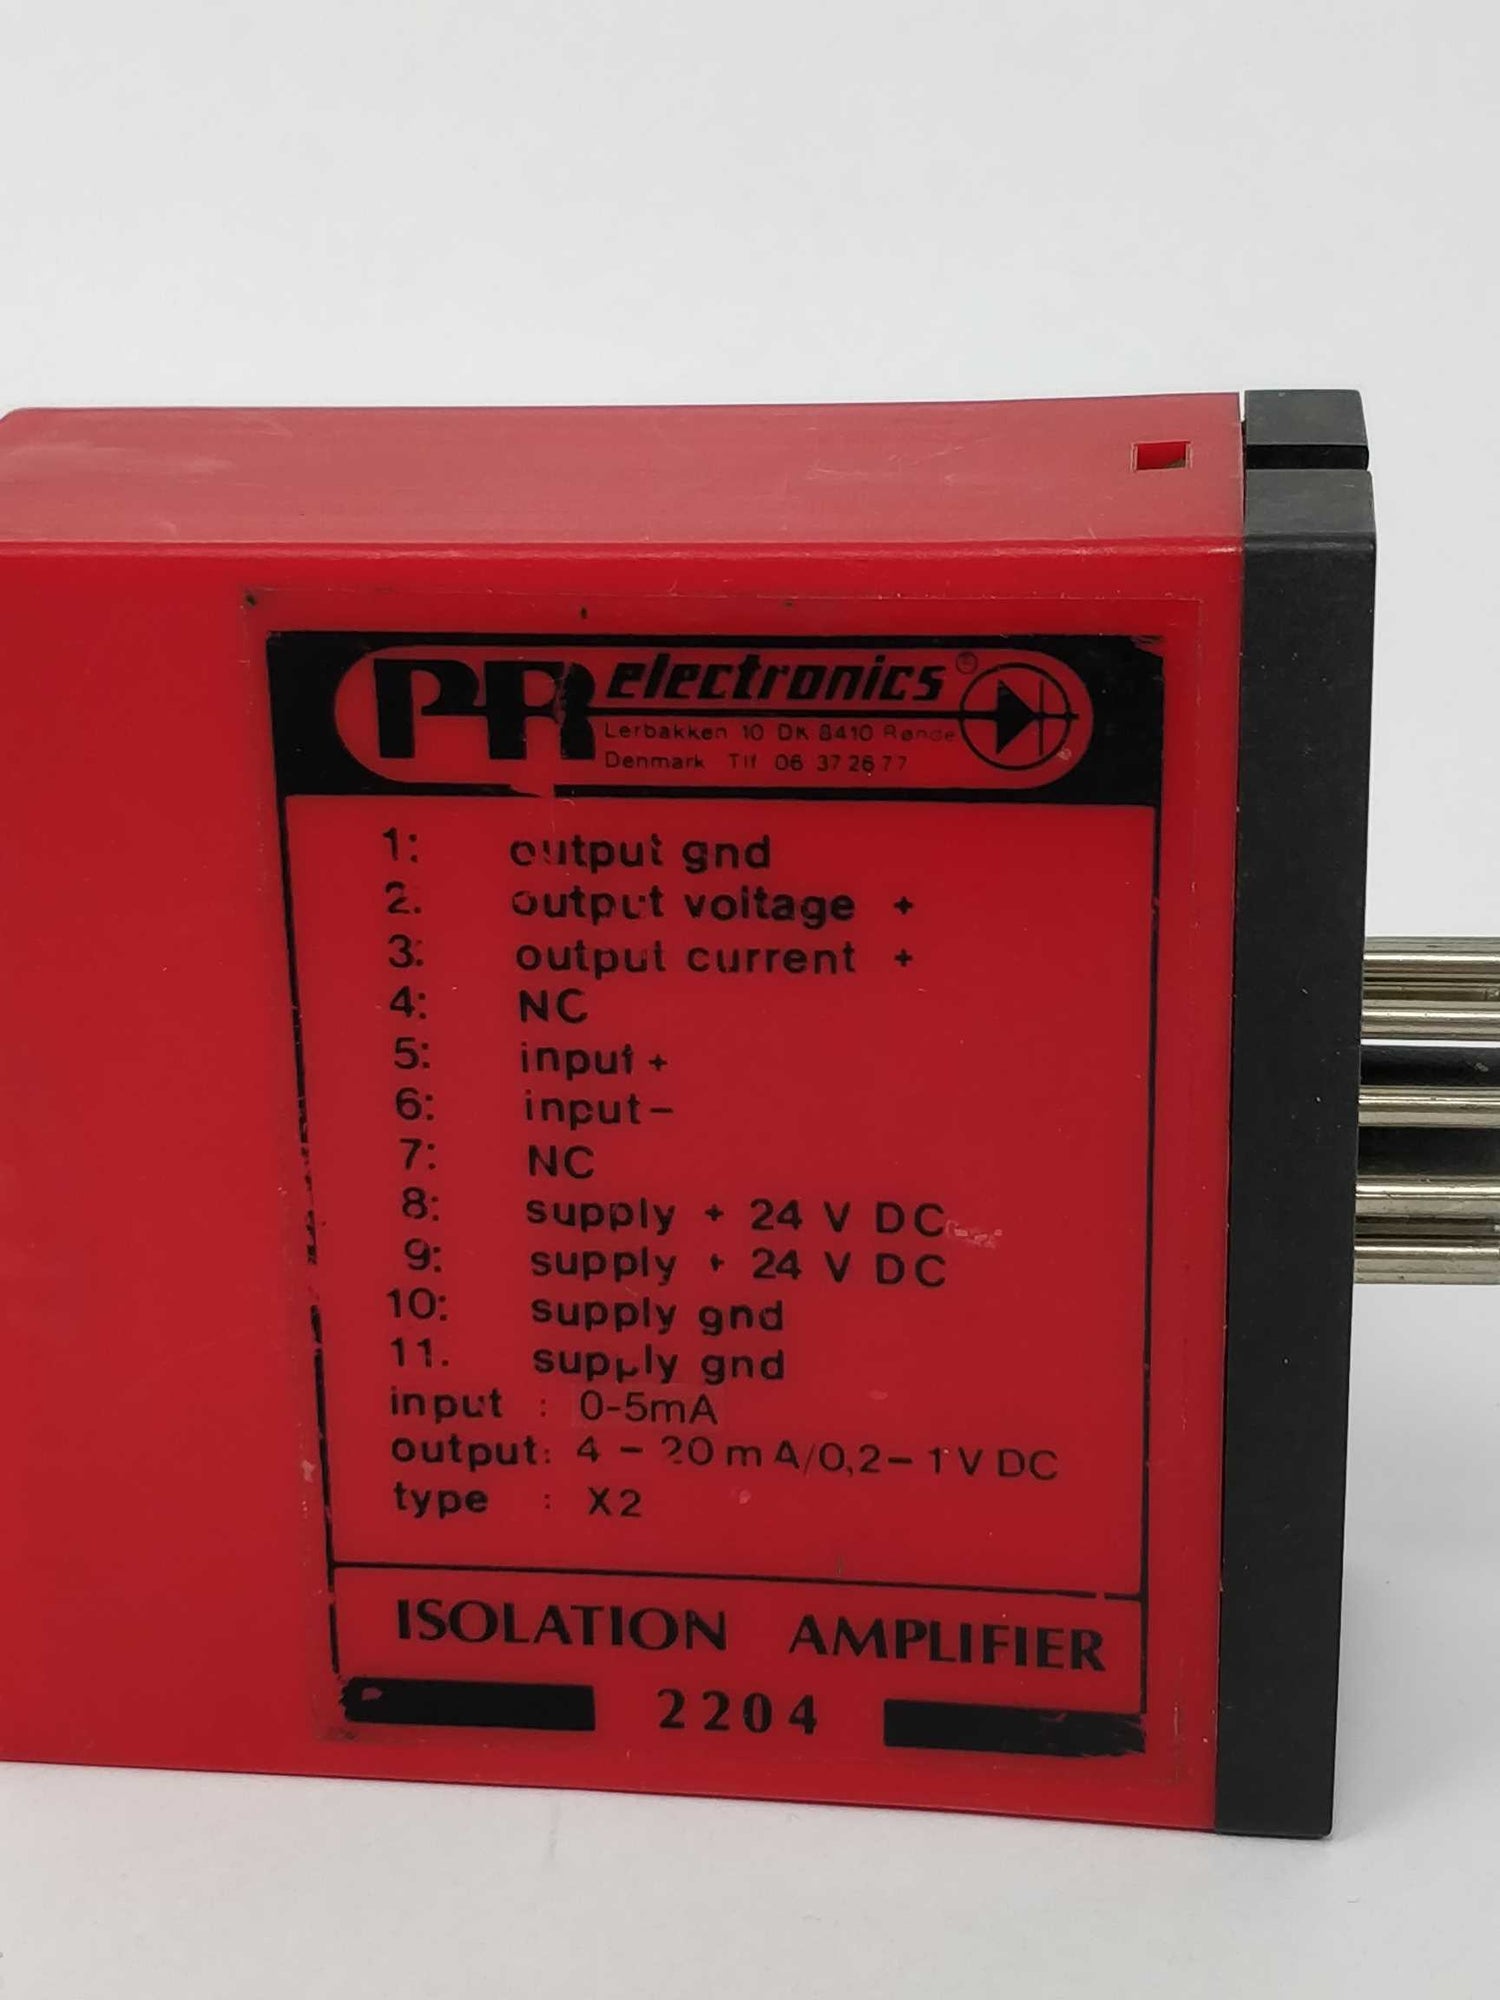 PR electronics ®
Lerbakken 10 DK 8410 Rønde
Denmark Tlf 06 37 26 77
1: output gnd
2. output voltage +
3: output current +
4: NC
5: input +
6: input –
7: NC
8: supply + 24 V DC
9: supply + 24 V DC
10: supply gnd
11. supply gnd
input : 0-5mA
output: 4 – 20 mA/0,2 – 1 V DC
type : X2
ISOLATION AMPLIFIER
2204